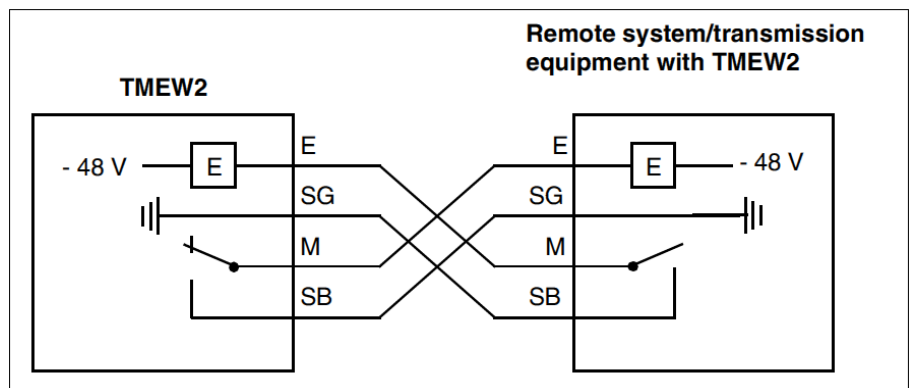 Remote system/transmission
equipment with TMEW2
TMEW2
- 48 V
E
E
E
E
- 48 V
SG
SG
M
M
SB
SB